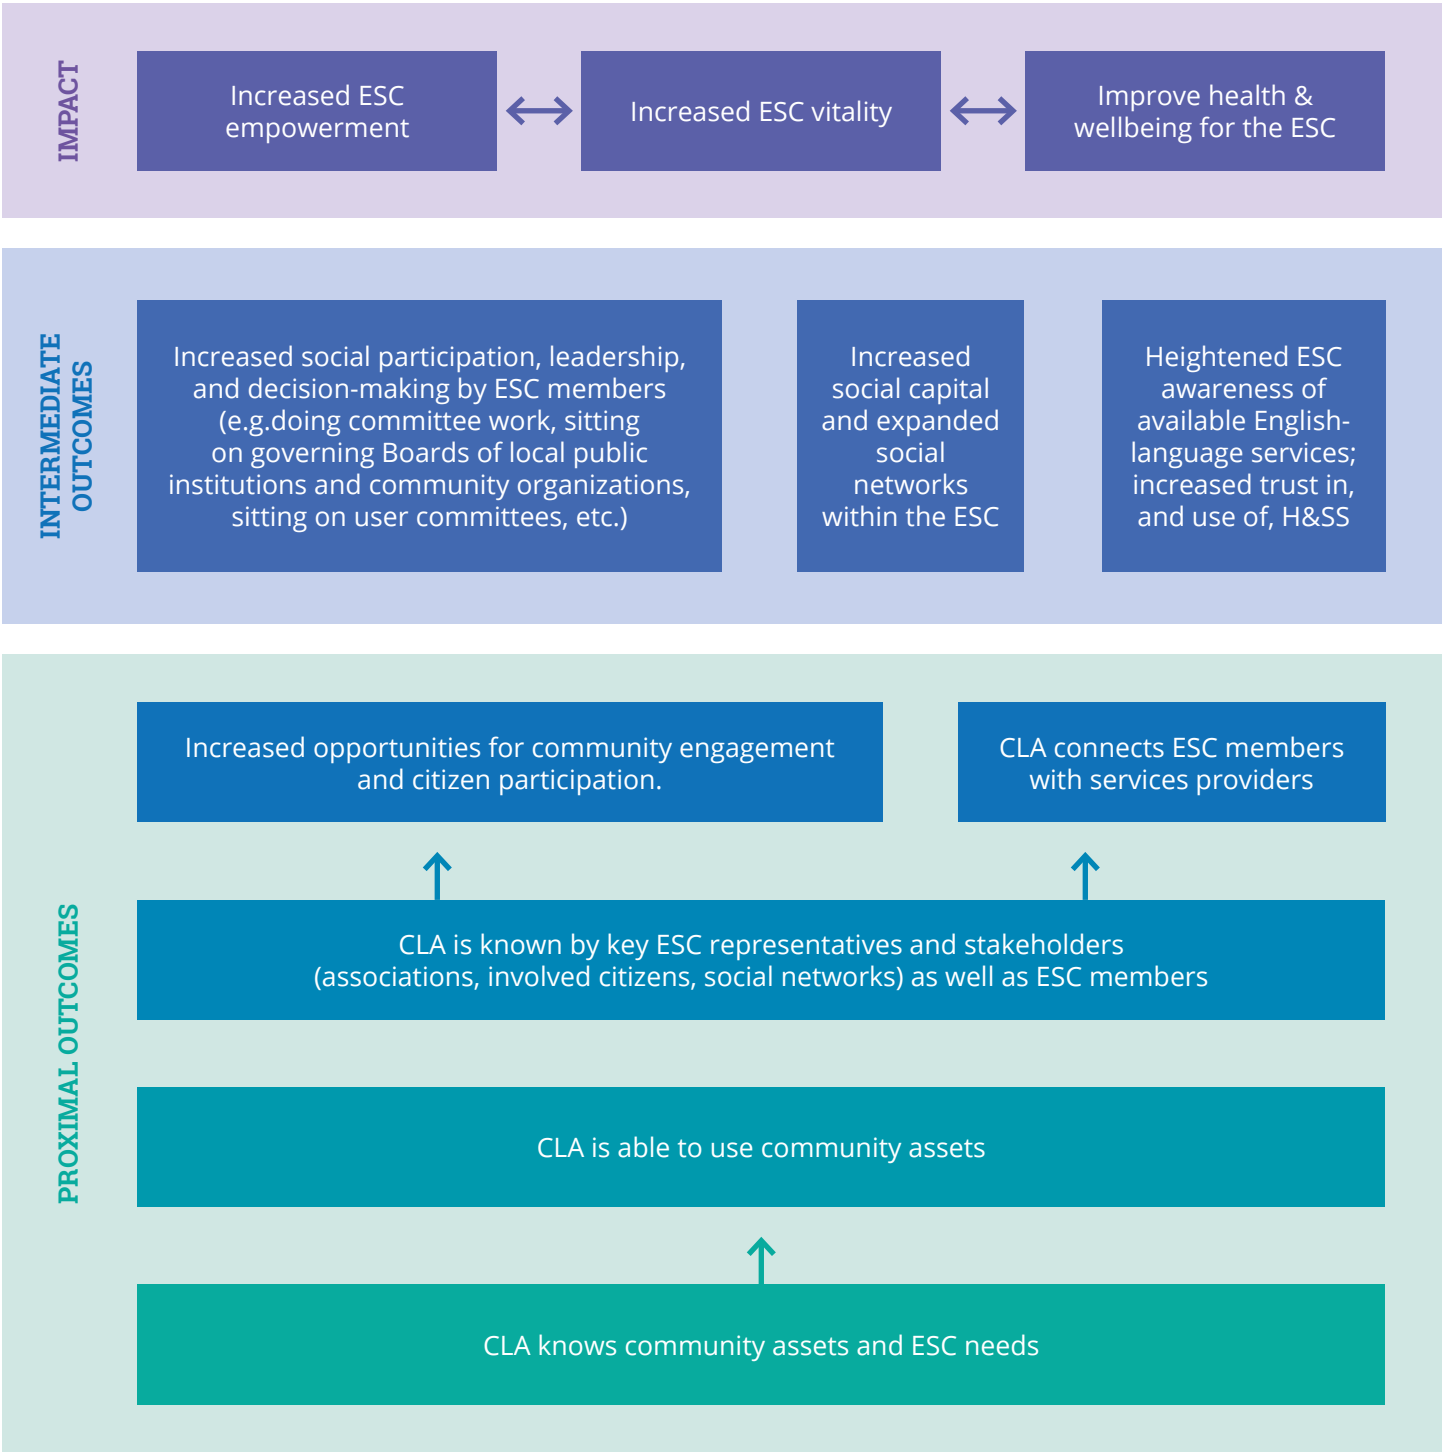 IMPACT
Increased ESC
empowerment
Increased ESC vitality
Improve health &
wellbeing for the ESC
INTERMEDIATE
OUTCOMES
Increased social participation, leadership,
and decision-making by ESC members
(e.g.doing committee work, sitting
on governing Boards of local public
institutions and community organizations,
sitting on user committees, etc.)
Increased
social capital
and expanded
social
networks
within the ESC
Heightened ESC
awareness of
available English-
language services;
increased trust in,
and use of, H&SS
PROXIMAL OUTCOMES
Increased opportunities for community engagement
and citizen participation.
CLA connects ESC members
with services providers
CLA is known by key ESC representatives and stakeholders
(associations, involved citizens, social networks) as well as ESC members
CLA is able to use community assets
CLA knows community assets and ESC needs